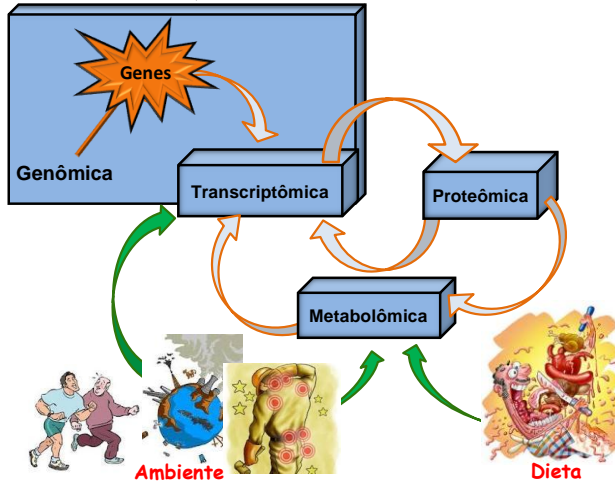 Genes
Genômica
Transcriptômica
Proteômica
Metabolômica
Ambiente
Dieta